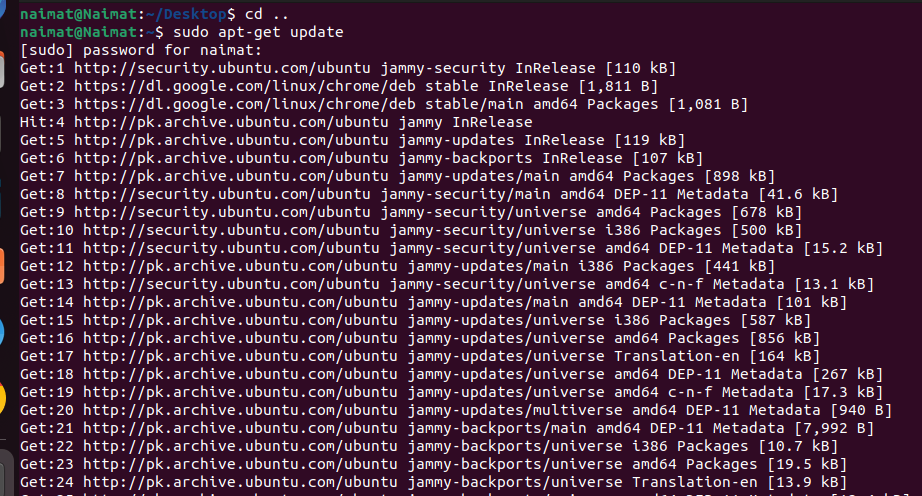 naimat@Naimat:~/Desktop$ cd ..
naimat@Naimat:~$ sudo apt-get update
[sudo] password for naimat:
Get:1 http://security.ubuntu.com/ubuntu jammy-security InRelease [110 kB]
Get:2 https://dl.google.com/linux/chrome/deb stable InRelease [1,811 B]
Get:3 https://dl.google.com/linux/chrome/deb stable/main amd64 Packages [1,081 B]
Hit:4 http://pk.archive.ubuntu.com/ubuntu jammy InRelease
Get:5 http://pk.archive.ubuntu.com/ubuntu jammy-updates InRelease [119 kB]
Get:6 http://pk.archive.ubuntu.com/ubuntu jammy-backports InRelease [107 kB]
Get:7 http://pk.archive.ubuntu.com/ubuntu jammy-updates/main amd64 Packages [898 kB]
Get:8 http://security.ubuntu.com/ubuntu jammy-security/main amd64 DEP-11 Metadata [41.6 kB]
Get:9 http://security.ubuntu.com/ubuntu jammy-security/universe amd64 Packages [678 kB]
Get:10 http://security.ubuntu.com/ubuntu jammy-security/universe i386 Packages [500 kB]
Get:11 http://security.ubuntu.com/ubuntu jammy-security/universe amd64 DEP-11 Metadata [15.2 kB]
Get:12 http://pk.archive.ubuntu.com/ubuntu jammy-updates/main i386 Packages [441 kB]
Get:13 http://security.ubuntu.com/ubuntu jammy-security/universe amd64 c-n-f Metadata [13.1 kB]
Get:14 http://pk.archive.ubuntu.com/ubuntu jammy-updates/main amd64 DEP-11 Metadata [101 kB]
Get:15 http://pk.archive.ubuntu.com/ubuntu jammy-updates/universe i386 Packages [587 kB]
Get:16 http://pk.archive.ubuntu.com/ubuntu jammy-updates/universe amd64 Packages [856 kB]
Get:17 http://pk.archive.ubuntu.com/ubuntu jammy-updates/universe Translation-en [164 kB]
Get:18 http://pk.archive.ubuntu.com/ubuntu jammy-updates/universe amd64 DEP-11 Metadata [267 kB]
Get:19 http://pk.archive.ubuntu.com/ubuntu jammy-updates/universe amd64 c-n-f Metadata [17.3 kB]
Get:20 http://pk.archive.ubuntu.com/ubuntu jammy-updates/multiverse amd64 DEP-11 Metadata [940 B]
Get:21 http://pk.archive.ubuntu.com/ubuntu jammy-backports/main amd64 DEP-11 Metadata [7,992 B]
Get:22 http://pk.archive.ubuntu.com/ubuntu jammy-backports/universe i386 Packages [10.7 kB]
Get:23 http://pk.archive.ubuntu.com/ubuntu jammy-backports/universe amd64 Packages [19.5 kB]
Get:24 http://pk.archive.ubuntu.com/ubuntu jammy-backports/universe Translation-en [13.9 kB]